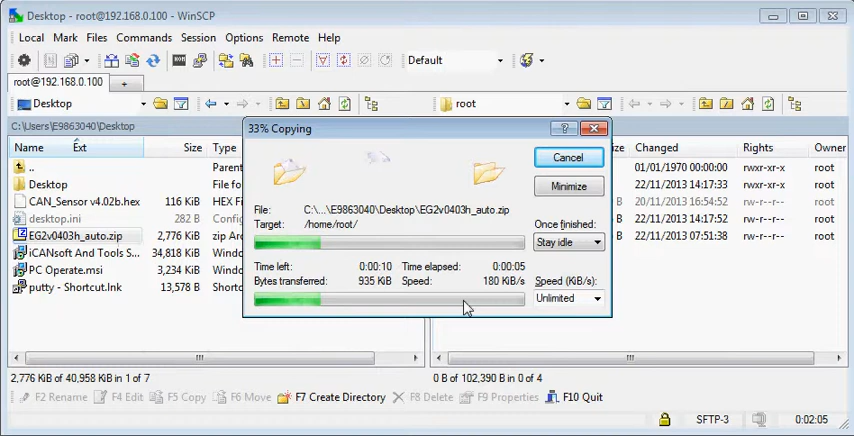 Desktop - root@192.168.0.100 - WinSCP
Local Mark Files Commands Session Options Remote Help
Default
root@192.168.0.100 +
Desktop root
C:\Users\E9863040\Desktop
Name Ext Size Type Changed Rights Owner
.. Parent 01/01/1970 00:00:00 rwxr-xr-x root
Desktop File fo 22/11/2013 14:17:33 rwxr-xr-x root
CAN_Sensor v4.02b.hex 116 KiB HEX Fi 20/11/2013 16:54:52 rw-r--r-- root
desktop.ini 282 B Config 22/11/2013 14:17:52 rw-r--r-- root
EG2v0403h_auto.zip 2,776 KiB zip Ar 22/11/2013 07:51:38 rw-r--r-- root
iCANsoft And Tools S... 34,818 KiB Window
PC Operate.msi 3,234 KiB Window
putty - Shortcut.lnk 13,578 B Shortcu
33% Copying
Cancel
Minimize
File: C:\...\E9863040\Desktop\EG2v0403h_auto.zip
Target: /home/root/
Once finished:
Stay idle
Time left: 0:00:10 Time elapsed: 0:00:05
Bytes transferred: 935 KiB Speed: 180 KiB/s
Speed (KiB/s)
Unlimited
2,776 KiB of 40,958 KiB in 1 of 7 0 B of 102,390 B in 0 of 4
F2 Rename F4 Edit F5 Copy F6 Move F7 Create Directory F8 Delete F9 Properties F10 Quit
SFTP-3 0:02:05